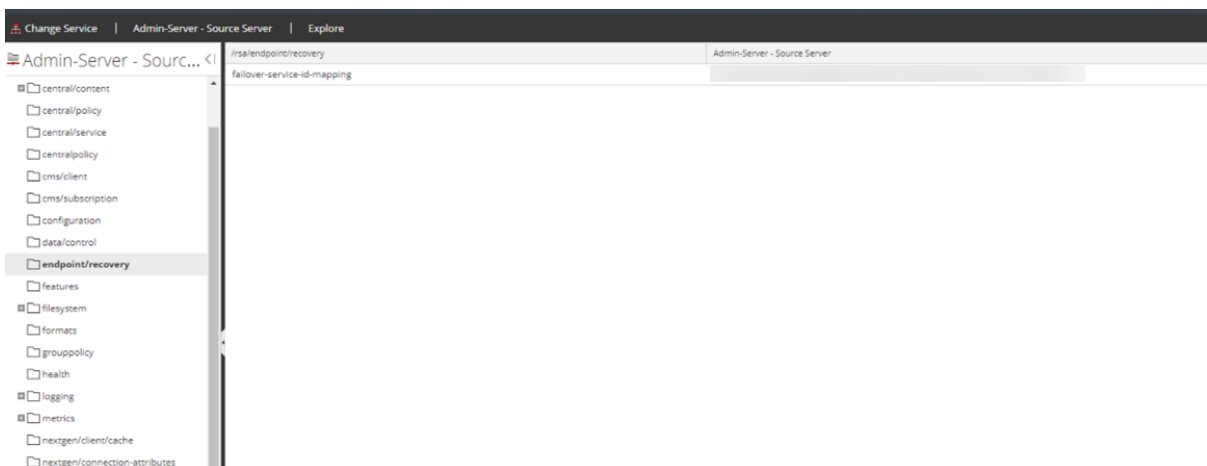 Change Service | Admin-Server - Source Server | Explore
Admin-Server - Sourc...
/rsa/endpoint/recovery Admin-Server - Source Server
failover-service-id-mapping
central/content
central/policy
central/service
centralpolicy
cms/client
cms/subscription
configuration
data/control
endpoint/recovery
features
filesystem
formats
grouppolicy
health
logging
metrics
nextgen/client/cache
nextgen/connection-attributes